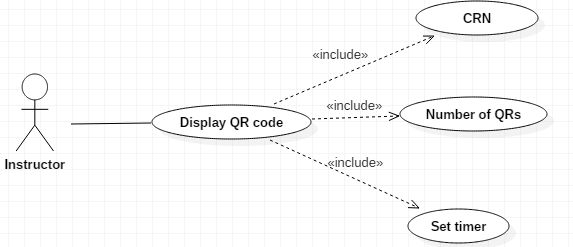 CRN
«include»
«include»
Number of QRs
Display QR code
Instructor
«include»
Set timer